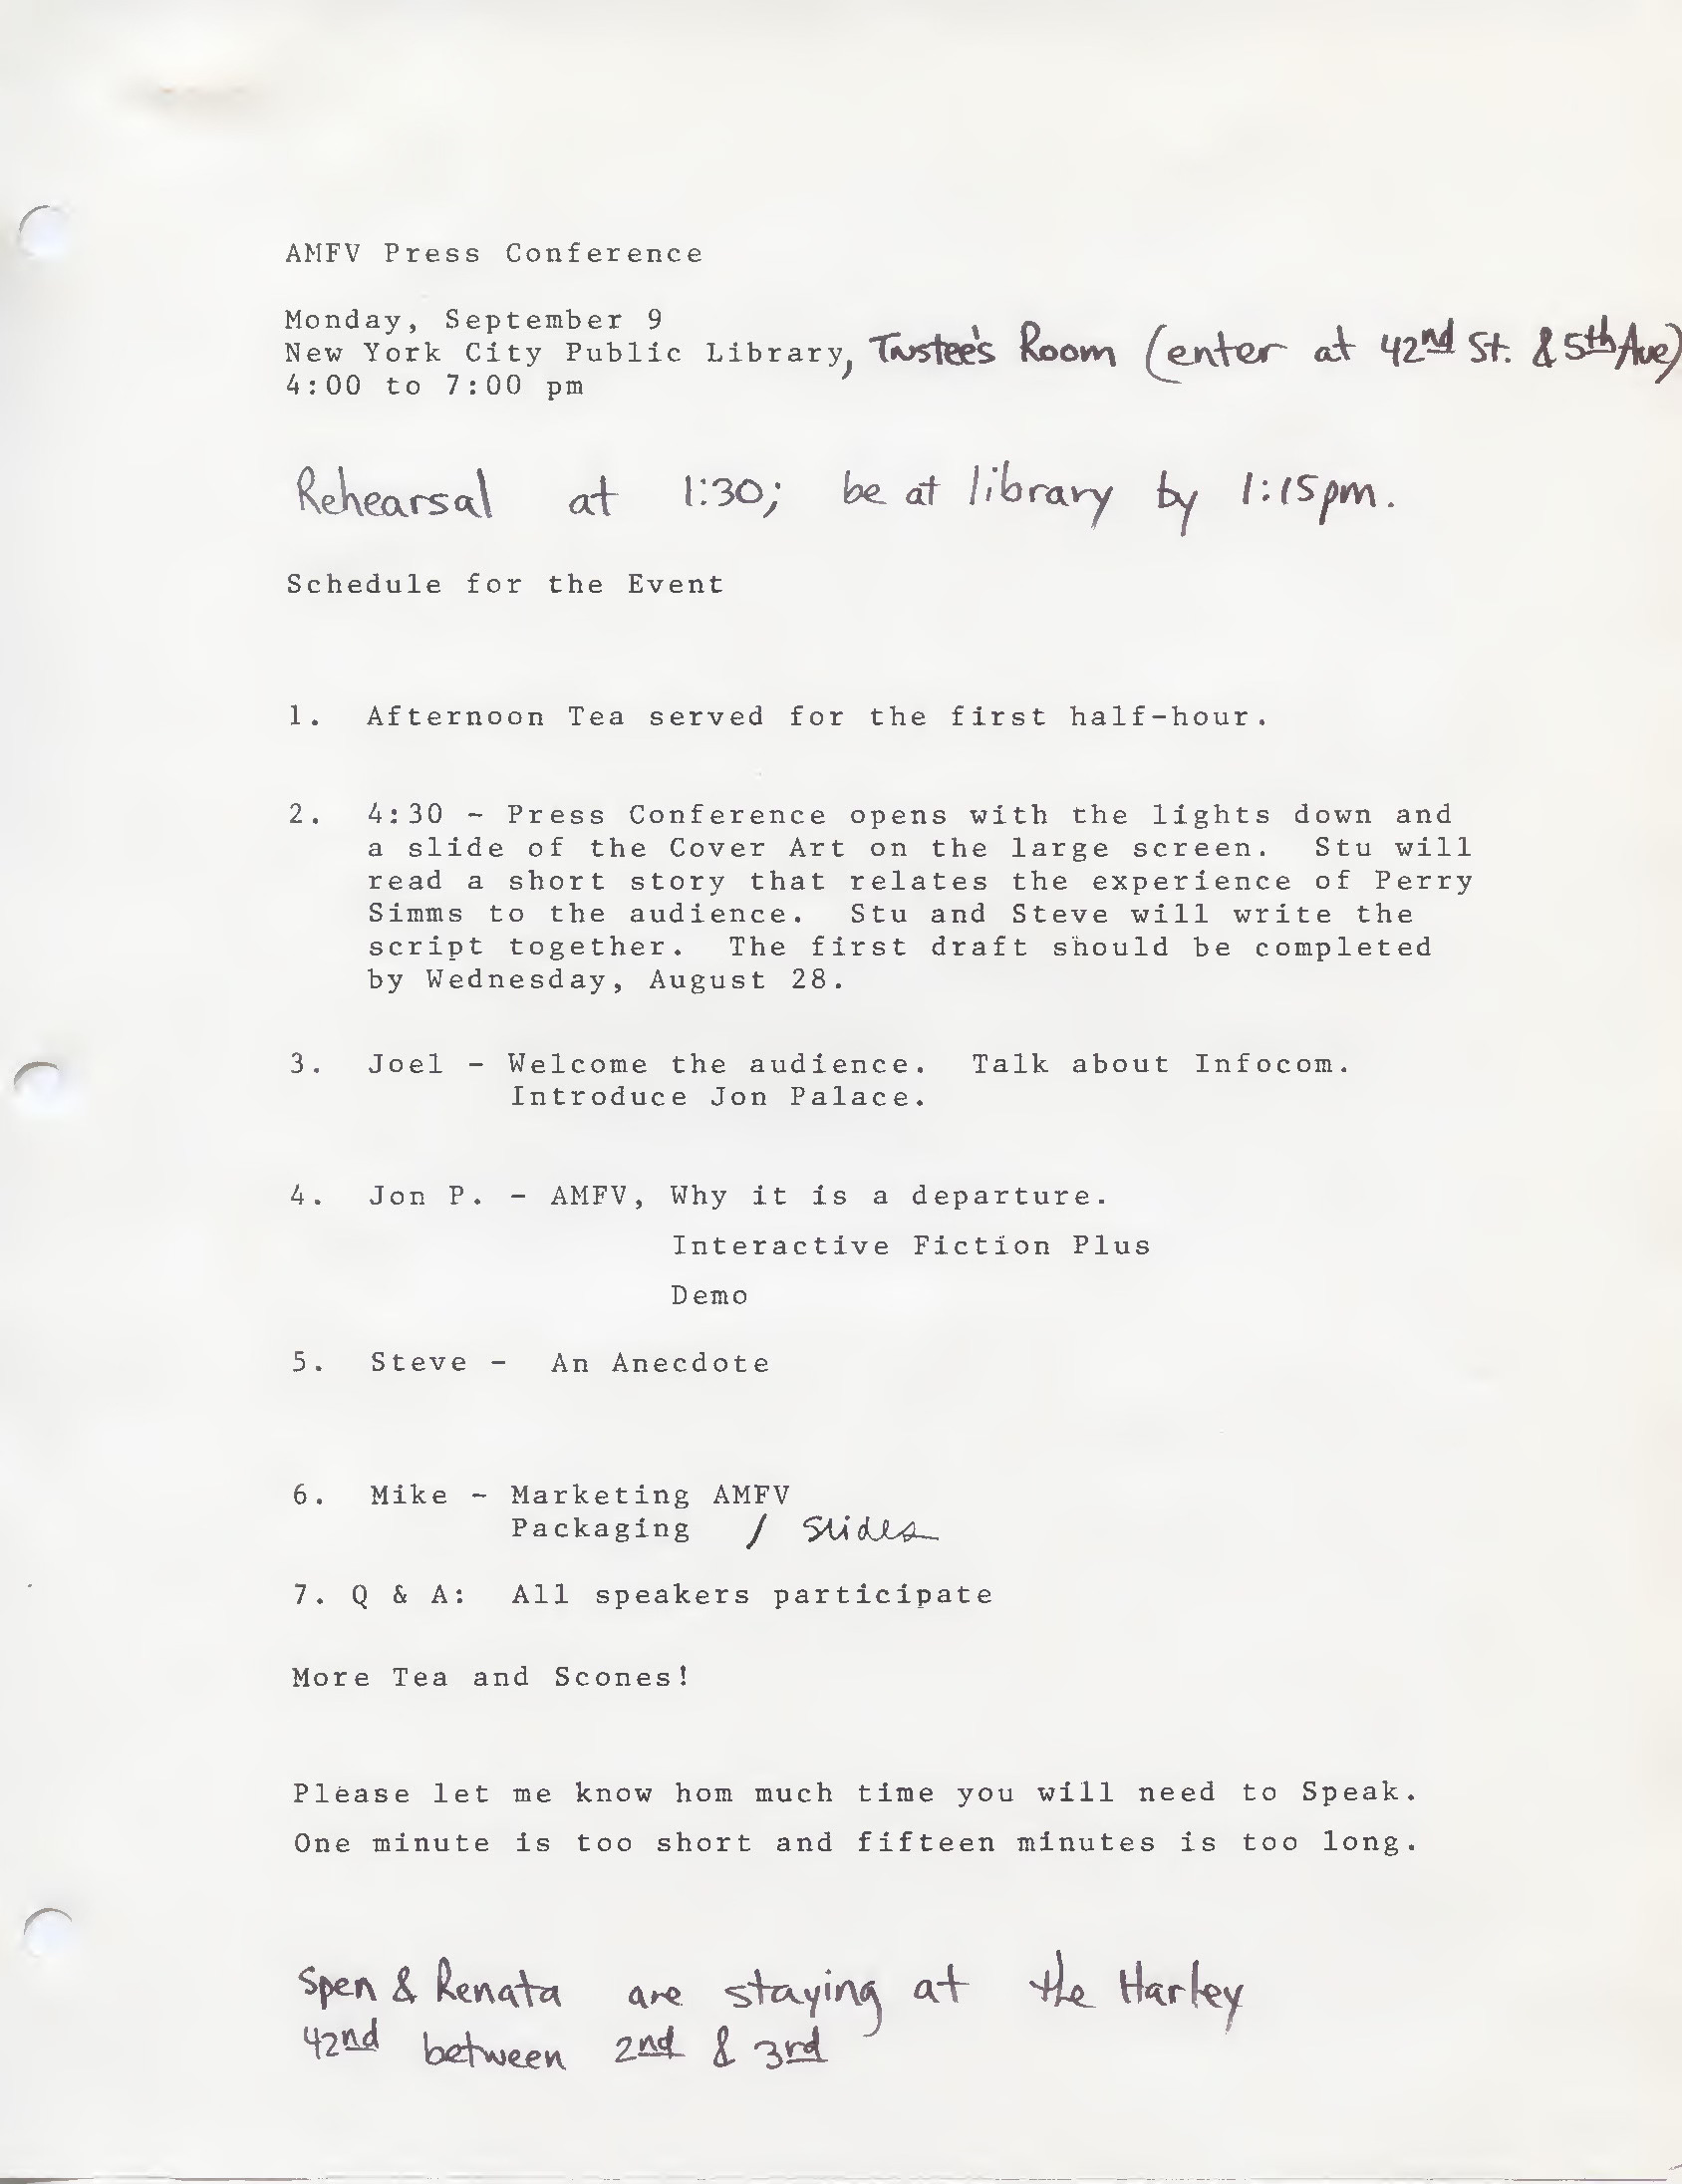 AMFV Press Conference
Monday, September 9
New York City Public Library, Trustee's Room (enter at 42nd St. & 5th Ave)
4:00 to 7:00 pm
Rehearsal at 1:30; be at library by 1:15pm.
Schedule for the Event
1. Afternoon Tea served for the first half-hour.
2. 4:30 - Press Conference opens with the lights down and
a slide of the Cover Art on the large screen. Stu will
read a short story that relates the experience of Perry
Simms to the audience. Stu and Steve will write the
script together. The first draft should be completed
by Wednesday, August 28.
3. Joel - Welcome the audience. Talk about Infocom.
Introduce Jon Palace.
4. Jon P. - AMFV, Why it is a departure.
Interactive Fiction Plus
Demo
5. Steve - An Anecdote
6. Mike - Marketing AMFV
Packaging / Slides
7. Q & A: All speakers participate
More Tea and Scones!
Please let me know hom much time you will need to Speak.
One minute is too short and fifteen minutes is too long.
Spen & Renata are staying at the Harley
42nd between 2nd & 3rd